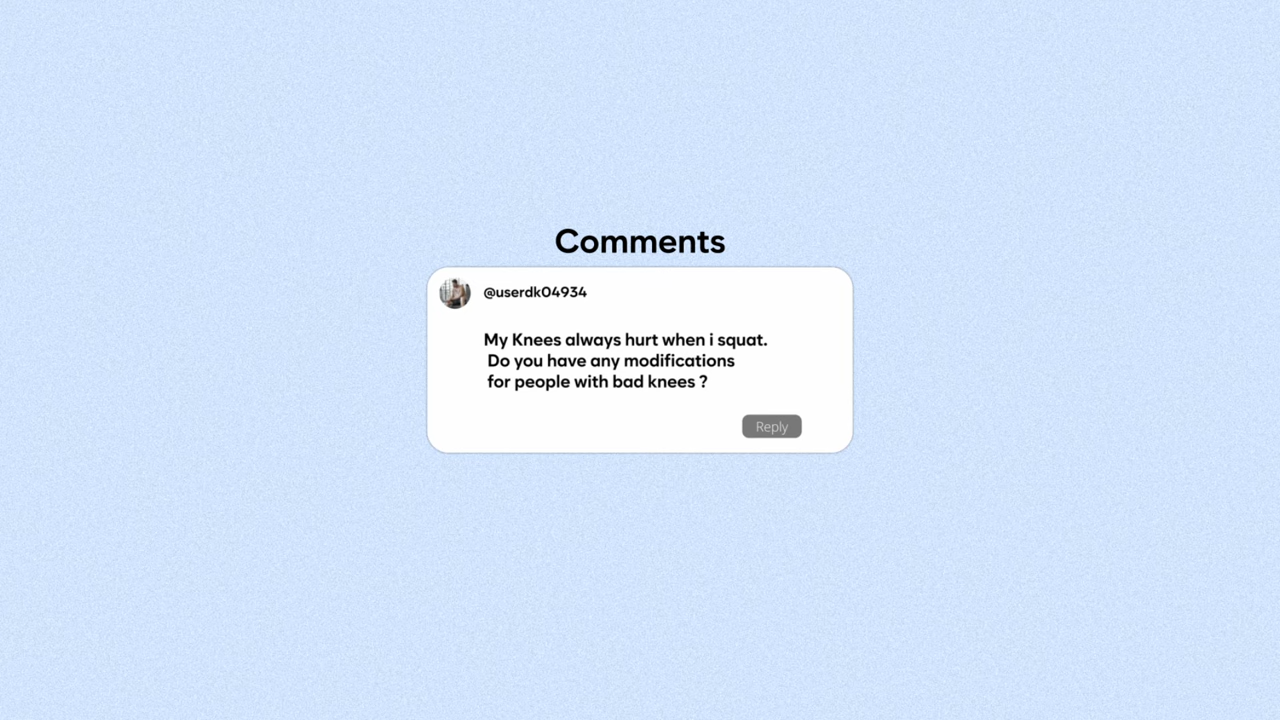 Comments
@userdk04934
My Knees always hurt when i squat.
Do you have any modifications
for people with bad knees ?
Reply